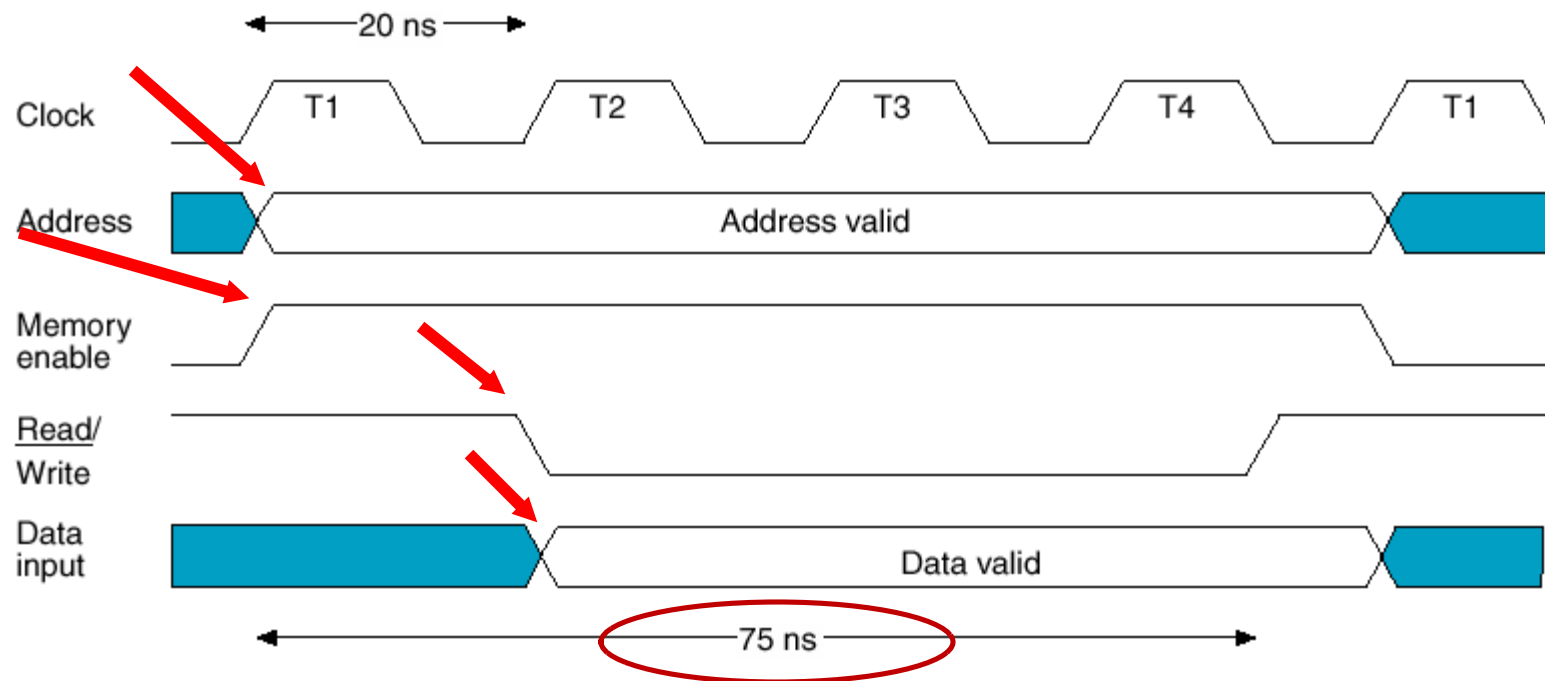 20 ns
Clock
T1 T2 T3 T4 T1
Address
Address valid
Memory
enable
Read/
Write
Data
input
Data valid
75 ns